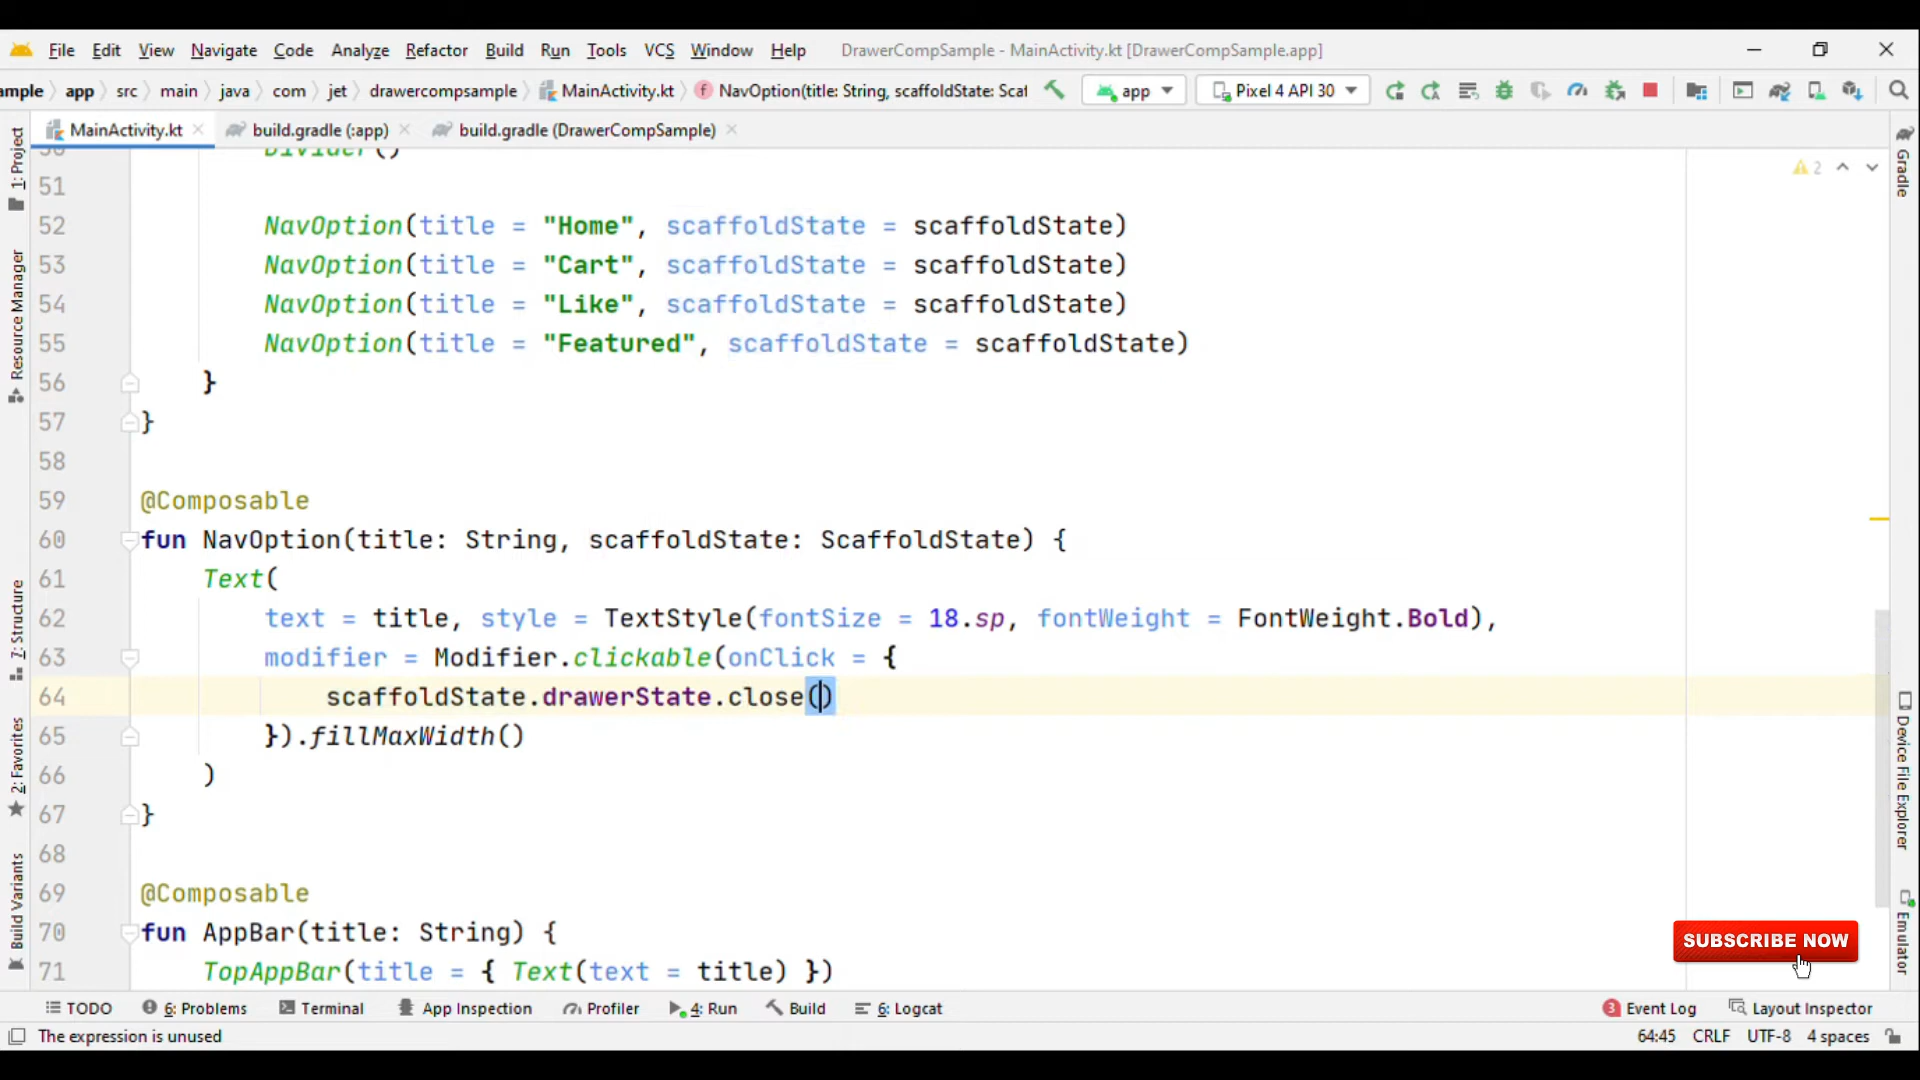 File Edit View Navigate Code Analyze Refactor Build Run Tools VCS Window Help DrawerCompSample - MainActivity.kt [DrawerCompSample.app]
ample app src main java com jet drawercompsample MainActivity.kt NavOption(title: String, scaffoldState: Scaf app Pixel 4 API 30
MainActivity.kt build.gradle (:app) build.gradle (DrawerCompSample)
1: Project
Resource Manager
7: Structure
2: Favorites
Build Variants
50 Divider()
51
52 NavOption(title = "Home", scaffoldState = scaffoldState)
53 NavOption(title = "Cart", scaffoldState = scaffoldState)
54 NavOption(title = "Like", scaffoldState = scaffoldState)
55 NavOption(title = "Featured", scaffoldState = scaffoldState)
56 }
57 }
58
59 @Composable
60 fun NavOption(title: String, scaffoldState: ScaffoldState) {
61 Text(
62 text = title, style = TextStyle(fontSize = 18.sp, fontWeight = FontWeight.Bold),
63 modifier = Modifier.clickable(onClick = {
64 scaffoldState.drawerState.close()
65 }).fillMaxWidth()
66 )
67 }
68
69 @Composable
70 fun AppBar(title: String) {
71 TopAppBar(title = { Text(text = title) })
2
Gradle
Device File Explorer
Emulator
SUBSCRIBE NOW
TODO 6: Problems Terminal App Inspection Profiler 4: Run Build 6: Logcat 3 Event Log Layout Inspector
The expression is unused 64:45 CRLF UTF-8 4 spaces